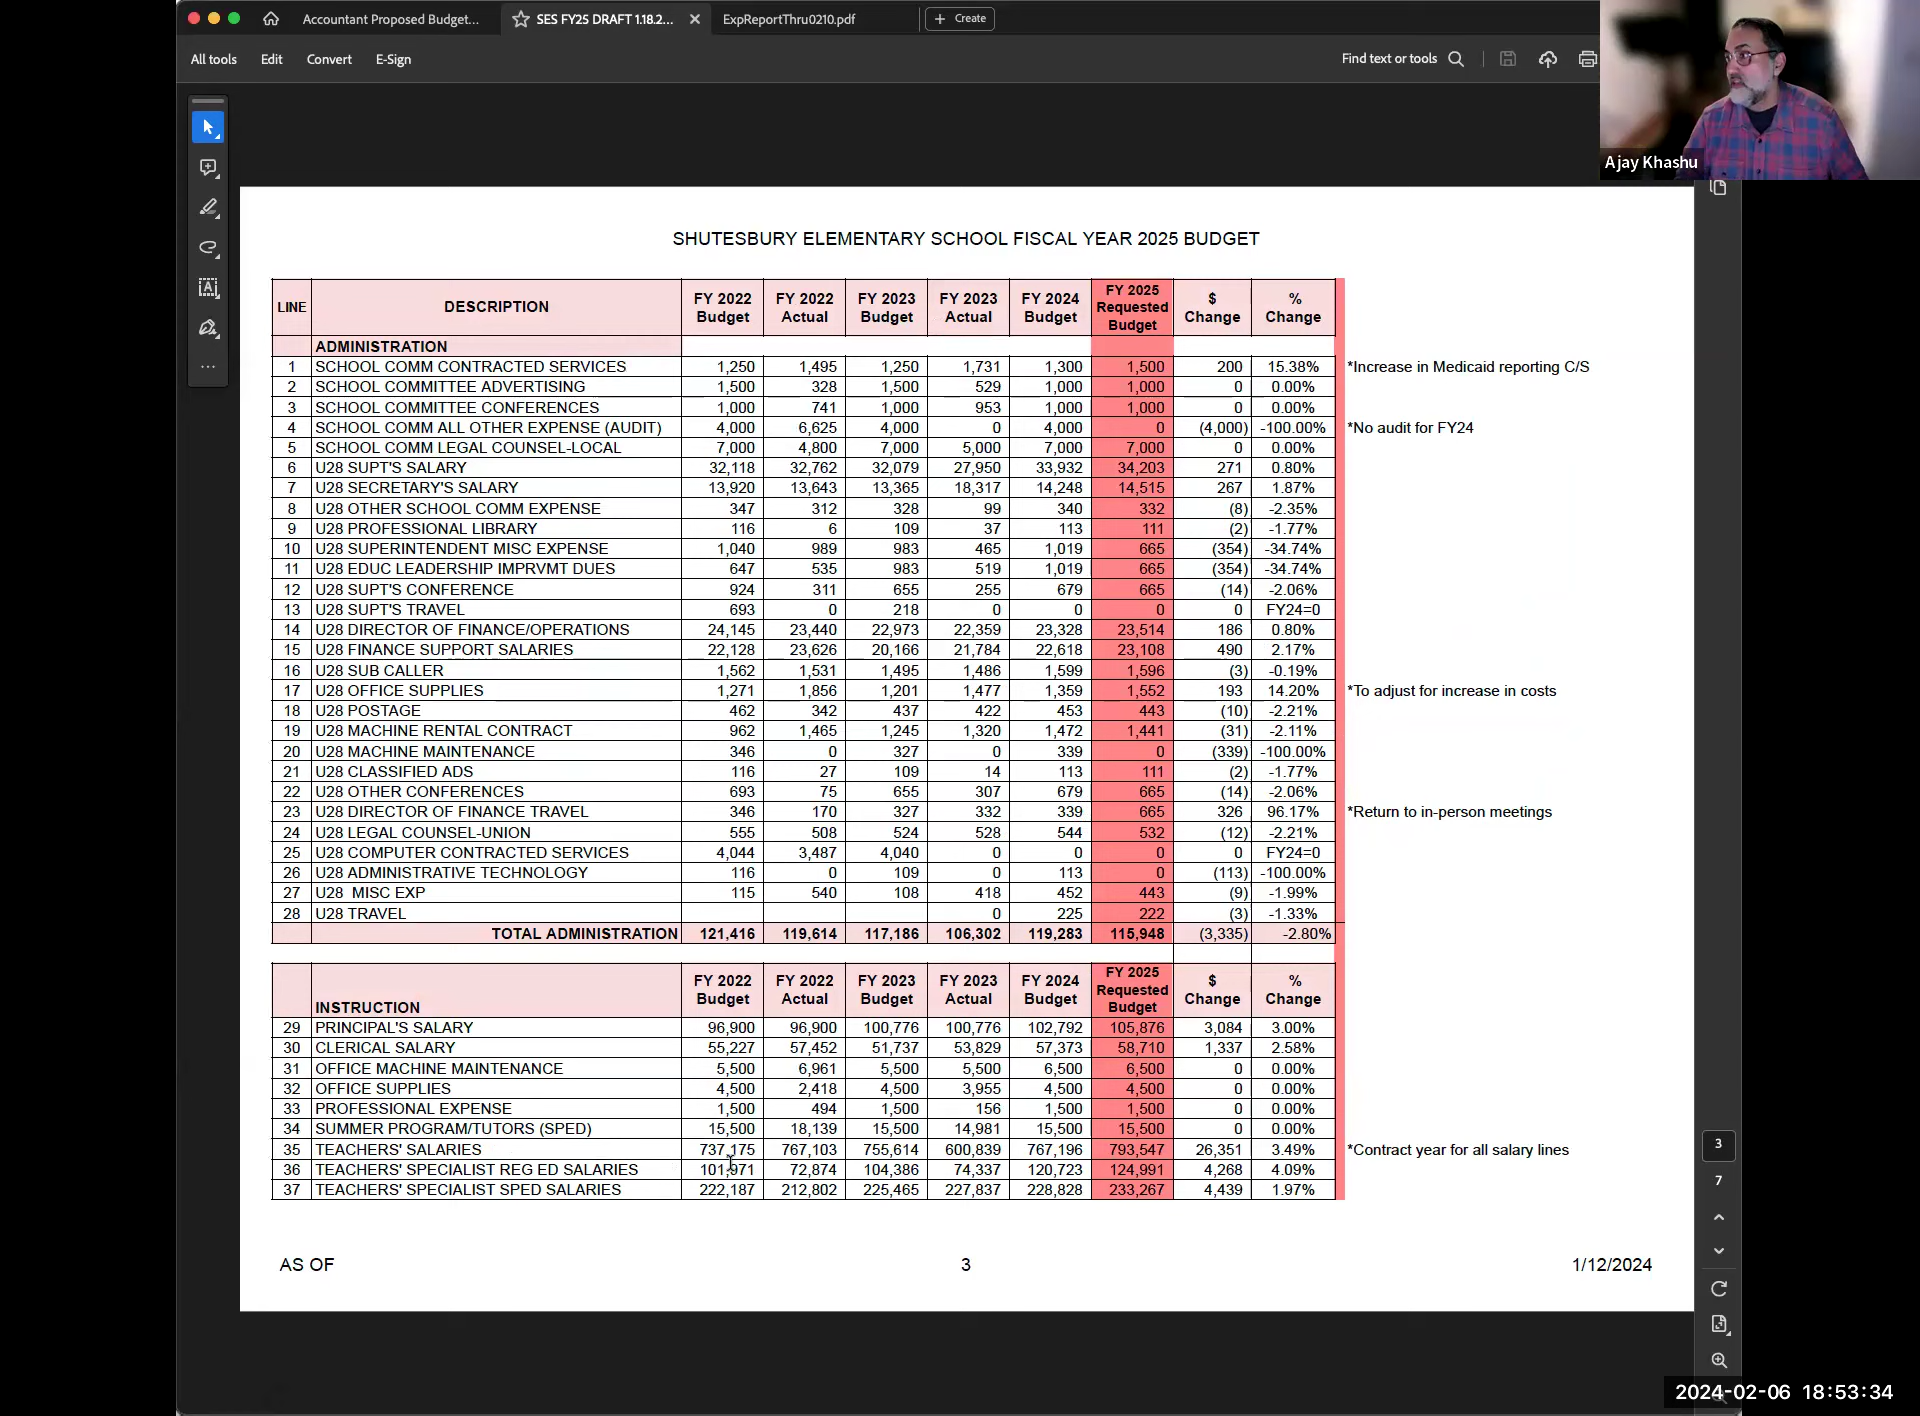 Accountant Proposed Budget...
SES FY25 DRAFT 1.18.2...
ExpReportThru0210.pdf
Create
All tools
Edit
Convert
E-Sign
Find text or tools
Ajay Khashu
SHUTESBURY ELEMENTARY SCHOOL FISCAL YEAR 2025 BUDGET
LINE DESCRIPTION FY 2022 Budget FY 2022 Actual FY 2023 Budget FY 2023 Actual FY 2024 Budget FY 2025 Requested Budget $ Change % Change
ADMINISTRATION
1 SCHOOL COMM CONTRACTED SERVICES 1,250 1,495 1,250 1,731 1,300 1,500 200 15.38% *Increase in Medicaid reporting C/S
2 SCHOOL COMMITTEE ADVERTISING 1,500 328 1,500 529 1,000 1,000 0 0.00%
3 SCHOOL COMMITTEE CONFERENCES 1,000 741 1,000 953 1,000 1,000 0 0.00%
4 SCHOOL COMM ALL OTHER EXPENSE (AUDIT) 4,000 6,625 4,000 0 4,000 0 (4,000) -100.00% *No audit for FY24
5 SCHOOL COMM LEGAL COUNSEL-LOCAL 7,000 4,800 7,000 5,000 7,000 7,000 0 0.00%
6 U28 SUPT'S SALARY 32,118 32,762 32,079 27,950 33,932 34,203 271 0.80%
7 U28 SECRETARY'S SALARY 13,920 13,643 13,365 18,317 14,248 14,515 267 1.87%
8 U28 OTHER SCHOOL COMM EXPENSE 347 312 328 99 340 332 (8) -2.35%
9 U28 PROFESSIONAL LIBRARY 116 6 109 37 113 111 (2) -1.77%
10 U28 SUPERINTENDENT MISC EXPENSE 1,040 989 983 465 1,019 665 (354) -34.74%
11 U28 EDUC LEADERSHIP IMPRVMT DUES 647 535 983 519 1,019 665 (354) -34.74%
12 U28 SUPT'S CONFERENCE 924 311 655 255 679 665 (14) -2.06%
13 U28 SUPT'S TRAVEL 693 0 218 0 0 0 0 FY24=0
14 U28 DIRECTOR OF FINANCE/OPERATIONS 24,145 23,440 22,973 22,359 23,328 23,514 186 0.80%
15 U28 FINANCE SUPPORT SALARIES 22,128 23,626 20,166 21,784 22,618 23,108 490 2.17%
16 U28 SUB CALLER 1,562 1,531 1,495 1,486 1,599 1,596 (3) -0.19%
17 U28 OFFICE SUPPLIES 1,271 1,856 1,201 1,477 1,359 1,552 193 14.20% *To adjust for increase in costs
18 U28 POSTAGE 462 342 437 422 453 443 (10) -2.21%
19 U28 MACHINE RENTAL CONTRACT 962 1,465 1,245 1,320 1,472 1,441 (31) -2.11%
20 U28 MACHINE MAINTENANCE 346 0 327 0 339 0 (339) -100.00%
21 U28 CLASSIFIED ADS 116 27 109 14 113 111 (2) -1.77%
22 U28 OTHER CONFERENCES 693 75 655 307 679 665 (14) -2.06%
23 U28 DIRECTOR OF FINANCE TRAVEL 346 170 327 332 339 665 326 96.17% *Return to in-person meetings
24 U28 LEGAL COUNSEL-UNION 555 508 524 528 544 532 (12) -2.21%
25 U28 COMPUTER CONTRACTED SERVICES 4,044 3,487 4,040 0 0 0 0 FY24=0
26 U28 ADMINISTRATIVE TECHNOLOGY 116 0 109 0 113 0 (113) -100.00%
27 U28 MISC EXP 115 540 108 418 452 443 (9) -1.99%
28 U28 TRAVEL 0 225 222 (3) -1.33%
TOTAL ADMINISTRATION 121,416 119,614 117,186 106,302 119,283 115,948 (3,335) -2.80%
INSTRUCTION FY 2022 Budget FY 2022 Actual FY 2023 Budget FY 2023 Actual FY 2024 Budget FY 2025 Requested Budget $ Change % Change
29 PRINCIPAL'S SALARY 96,900 96,900 100,776 100,776 102,792 105,876 3,084 3.00%
30 CLERICAL SALARY 55,227 57,452 51,737 53,829 57,373 58,710 1,337 2.58%
31 OFFICE MACHINE MAINTENANCE 5,500 6,961 5,500 5,500 6,500 6,500 0 0.00%
32 OFFICE SUPPLIES 4,500 2,418 4,500 3,955 4,500 4,500 0 0.00%
33 PROFESSIONAL EXPENSE 1,500 494 1,500 156 1,500 1,500 0 0.00%
34 SUMMER PROGRAM/TUTORS (SPED) 15,500 18,139 15,500 14,981 15,500 15,500 0 0.00%
35 TEACHERS' SALARIES 737,175 767,103 755,614 600,839 767,196 793,547 26,351 3.49% *Contract year for all salary lines
36 TEACHERS' SPECIALIST REG ED SALARIES 72,874 104,386 74,337 120,723 124,991 4,268 4.09%
37 TEACHERS' SPECIALIST SPED SALARIES 222,187 212,802 225,465 227,837 228,828 233,267 4,439 1.97%
AS OF 3 1/12/2024
3
7
2024-02-06 18:53:34